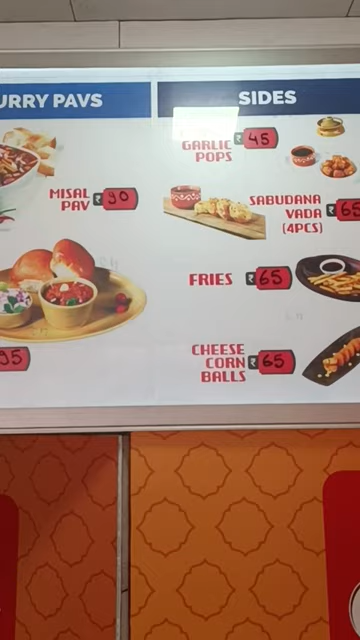 URRY PAVS
MISAL
PAV ₹ 90
95
SIDES
GARLIC
POPS ₹ 45
SABUDANA
VADA ₹ 65
(4PCS)
FRIES ₹ 65
CHEESE
CORN ₹ 65
BALLS